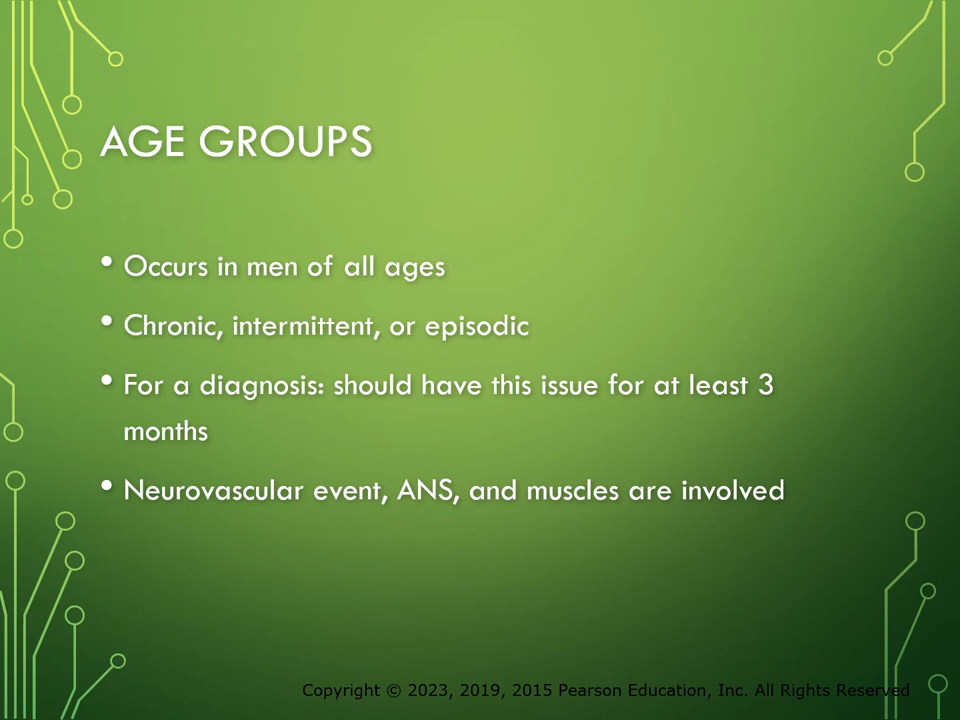 AGE GROUPS
• Occurs in men of all ages
• Chronic, intermittent, or episodic
• For a diagnosis: should have this issue for at least 3
months
• Neurovascular event, ANS, and muscles are involved
Copyright © 2023, 2019, 2015 Pearson Education, Inc. All Rights Reserved